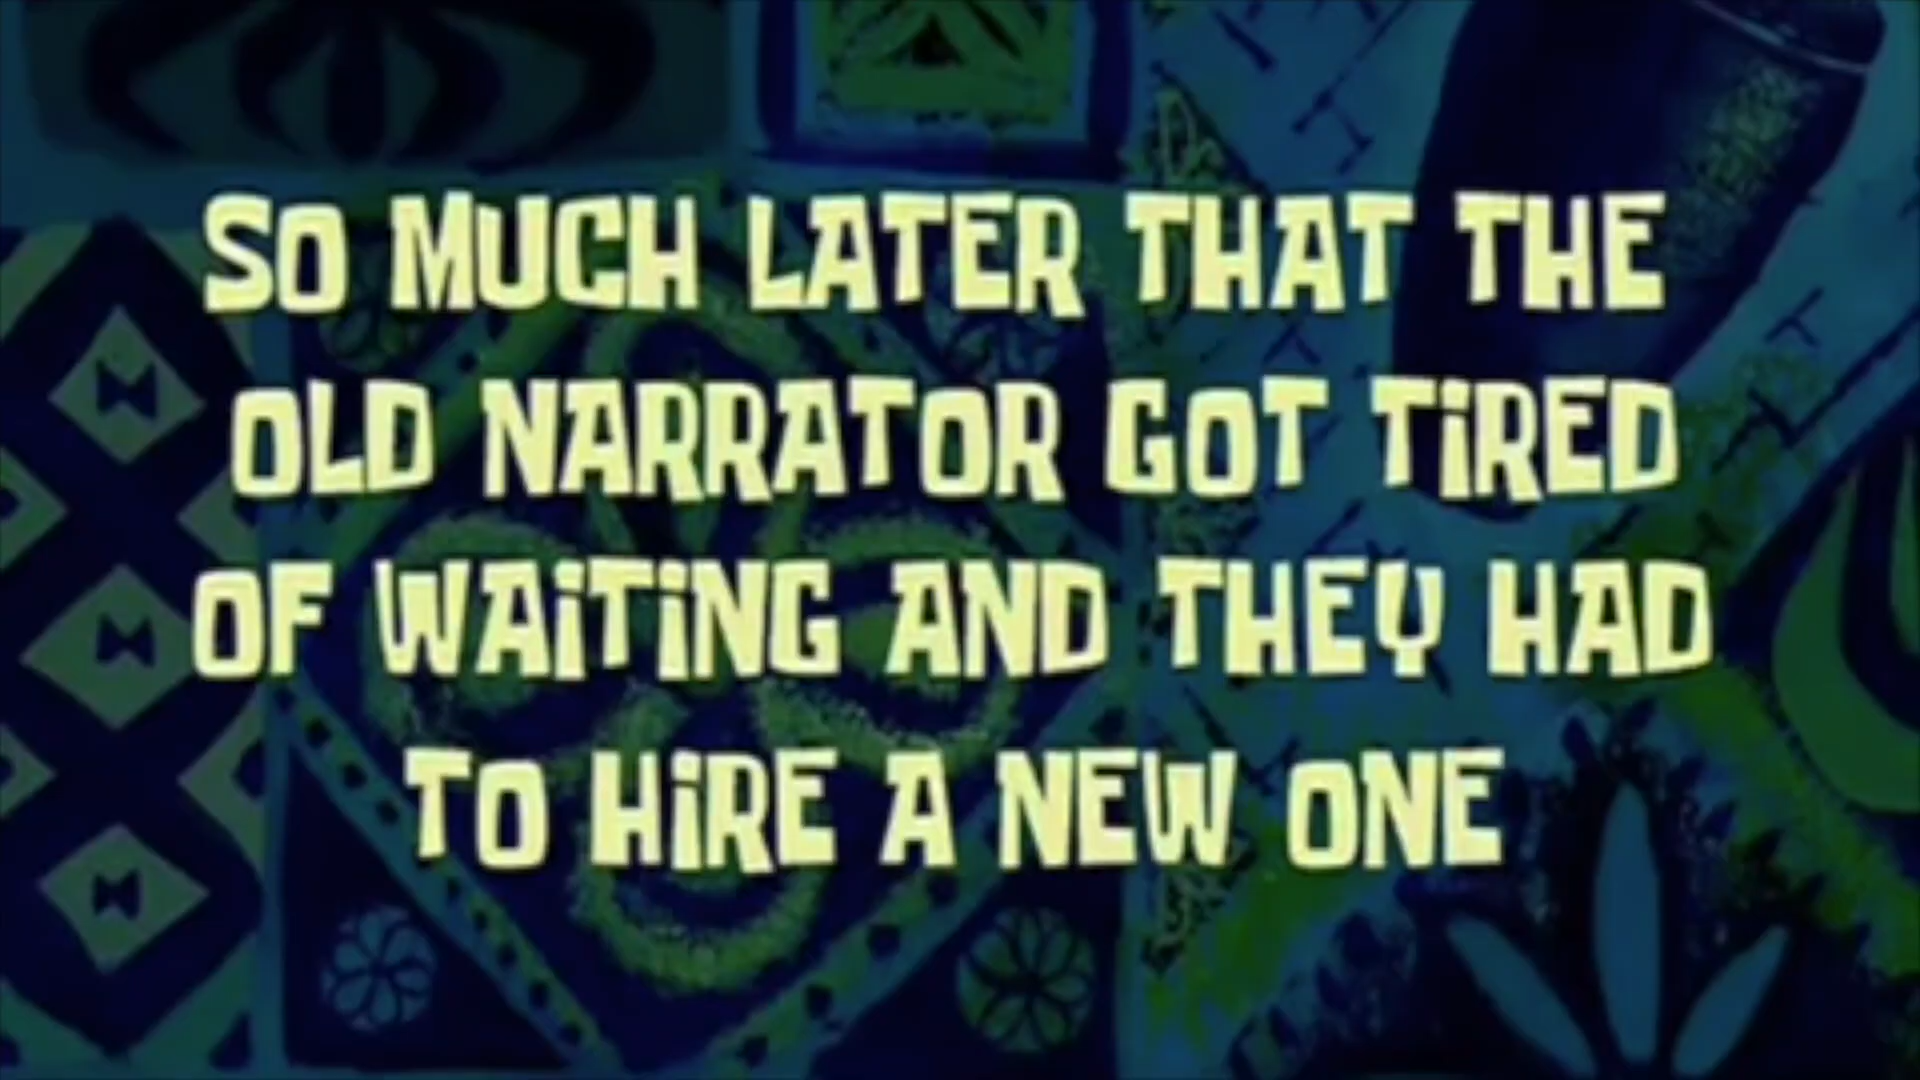 SO MUCH LATER THAT THE
OLD NARRATOR GOT TiRED
OF WAiTiNG AND THEY HAD
TO HiRE A NEW ONE